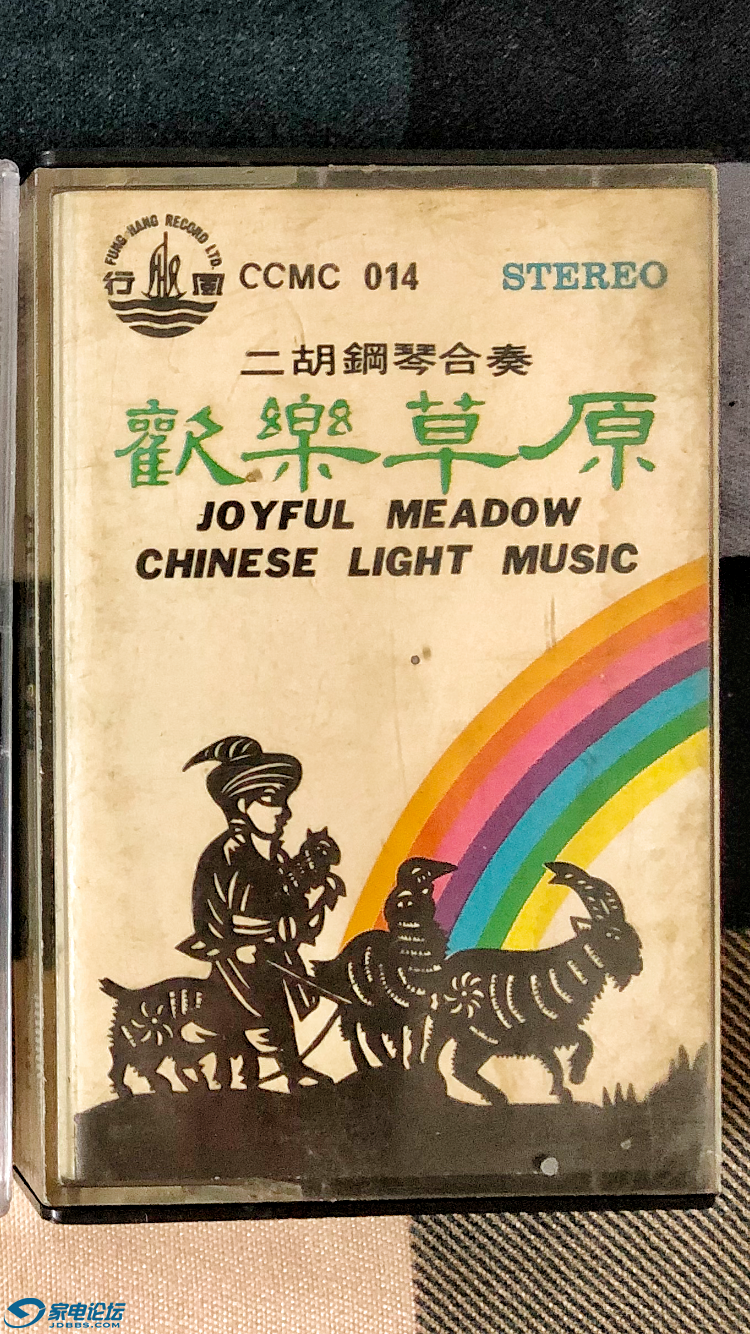 FUNG HANG RECORD LTD.
行 風
CCMC 014
STEREO
二胡鋼琴合奏
歡樂草原
JOYFUL MEADOW
CHINESE LIGHT MUSIC
家电论坛
JDBBS.COM